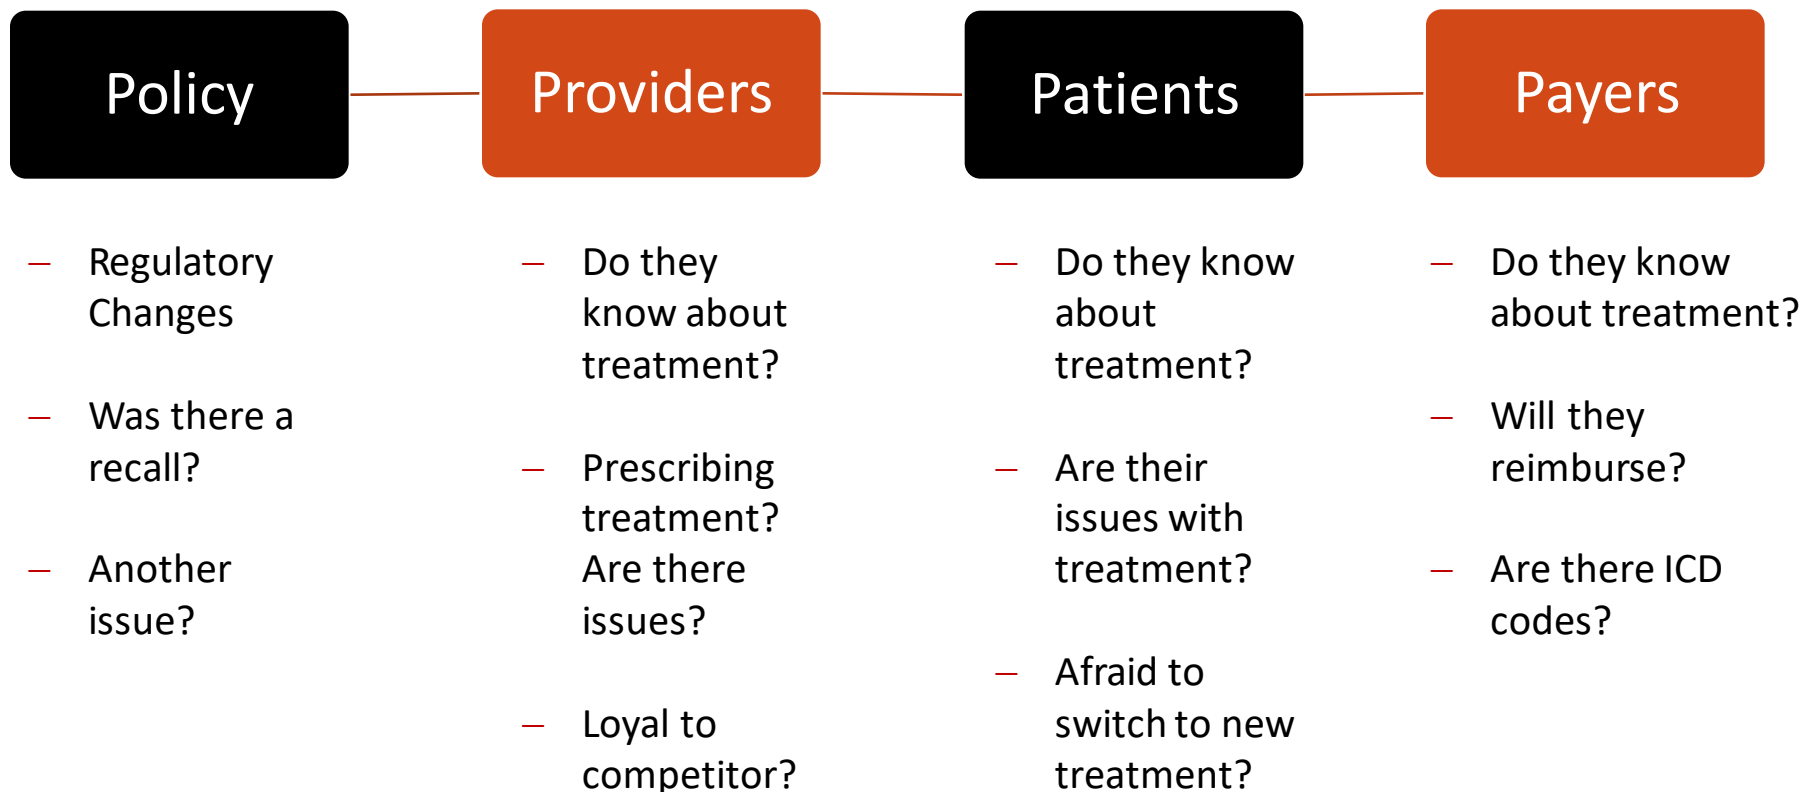 Policy
Providers
Patients
Payers
– Regulatory
Changes
– Was there a
recall?
– Another
issue?
– Do they
know about
treatment?
– Prescribing
treatment?
Are there
issues?
– Loyal to
competitor?
– Do they know
about
treatment?
– Are their
issues with
treatment?
– Afraid to
switch to new
treatment?
– Do they know
about treatment?
– Will they
reimburse?
– Are there ICD
codes?